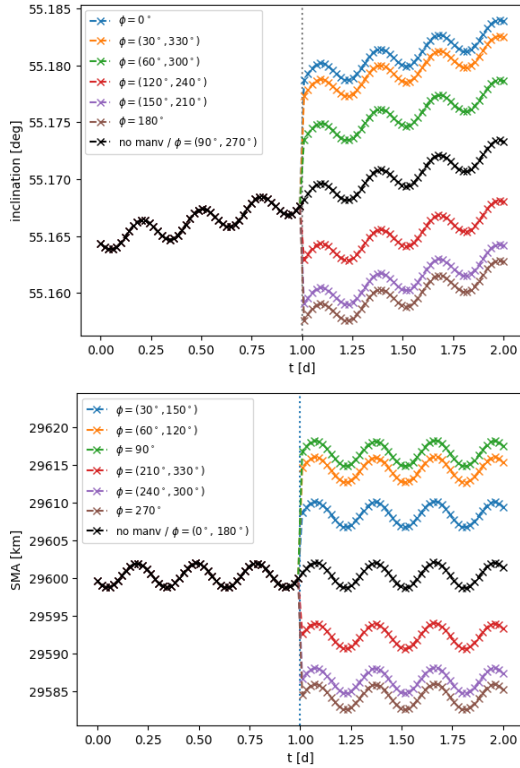 55.185
55.180
55.175
55.170
55.165
55.160
inclination [deg]
ϕ = 0°
ϕ = (30°, 330°)
ϕ = (60°, 300°)
ϕ = (120°, 240°)
ϕ = (150°, 210°)
ϕ = 180°
no manv / ϕ = (90°, 270°)
0.00 0.25 0.50 0.75 1.00 1.25 1.50 1.75 2.00
t [d]
29620
29615
29610
29605
29600
29595
29590
29585
SMA [km]
ϕ = (30°, 150°)
ϕ = (60°, 120°)
ϕ = 90°
ϕ = (210°, 330°)
ϕ = (240°, 300°)
ϕ = 270°
no manv / ϕ = (0°, 180°)
0.00 0.25 0.50 0.75 1.00 1.25 1.50 1.75 2.00
t [d]